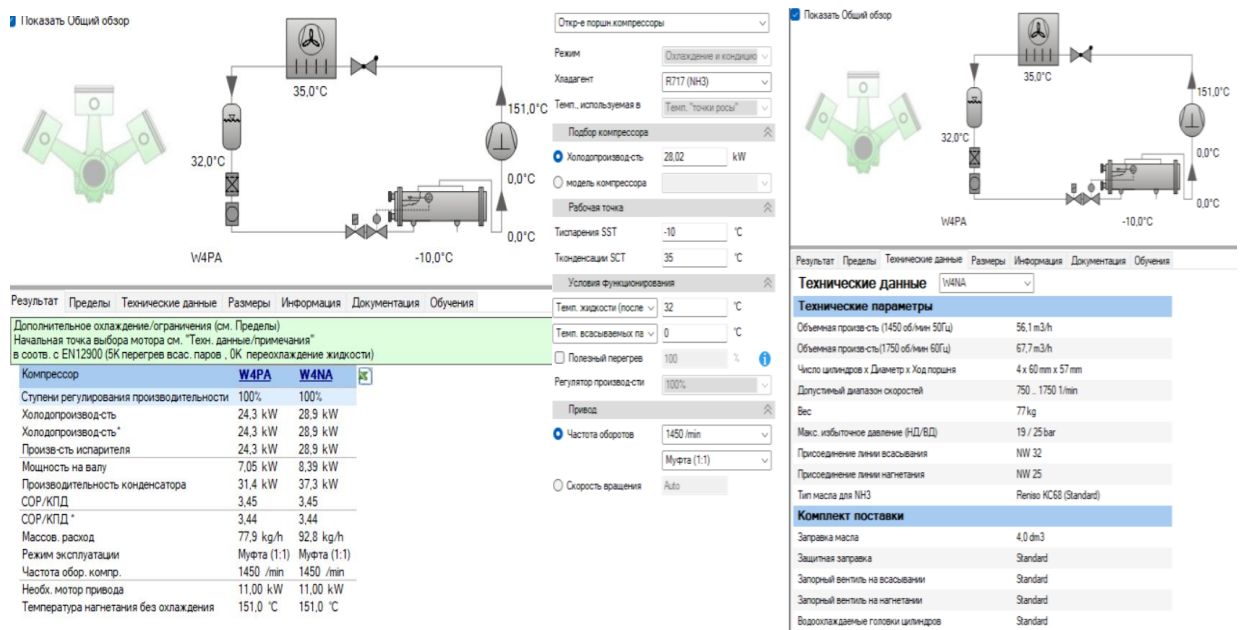 Показать Общий обзор
35,0°C
151,0°C
32,0°C
0,0°C
0,0°C
W4PA
-10,0°C
Результат Пределы Технические данные Размеры Информация Документация Обучения
Дополнительное охлаждение/ограничения (см. Пределы)
Начальная точка выбора мотора см. "Техн. данные/примечания"
в соотв. с EN12900 (5K перегрев всас. паров , 0K переохлаждение жидкости)
Компрессор W4PA W4NA
Ступени регулирования производительности 100% 100%
Холодопроизвод-сть 24,3 kW 28,9 kW
Холодопроизвод-сть* 24,3 kW 28,9 kW
Произв-сть испарителя 24,3 kW 28,9 kW
Мощность на валу 7,05 kW 8,39 kW
Производительность конденсатора 31,4 kW 37,3 kW
COP/КПД 3,45 3,45
COP/КПД * 3,44 3,44
Массов. расход 77,9 kg/h 92,8 kg/h
Режим эксплуатации Муфта (1:1) Муфта (1:1)
Частота обор. компр. 1450 /min 1450 /min
Необх. мотор привода 11,00 kW 11,00 kW
Температура нагнетания без охлаждения 151,0 °C 151,0 °C
Откр-е поршн.компрессоры
Режим Охлаждение и кондицио
Хладагент R717 (NH3)
Темп., используемая в Темп. "точки росы"
Подбор компрессора
Холодопроизвод-сть 28,02 kW
модель компрессора
Рабочая точка
Тиспарения SST -10 °C
Тконденсации SCT 35 °C
Условия функционирования
Темп. жидкости (после 32 °C
Темп. всасываемых па 0 °C
Полезный перегрев 100 %
Регулятор производ-сти 100%
Привод
Частота оборотов 1450 /min
Муфта (1:1)
Скорость вращения Auto
Показать Общий обзор
35,0°C
151,0°C
32,0°C
0,0°C
0,0°C
W4PA
-10,0°C
Результат Пределы Технические данные Размеры Информация Документация Обучения
Технические данные W4NA
Технические параметры
Объемная произв-сть (1450 об/мин 50Гц) 56,1 m3/h
Объемная произв-сть(1750 об/мин 60Гц) 67,7 m3/h
Число цилиндров x Диаметр x Ход поршня 4 x 60 mm x 57 mm
Допустимый диапазон скоростей 750 .. 1750 1/min
Вес 77 kg
Макс. избыточное давление (НД/ВД) 19 / 25 bar
Присоединение линии всасывания NW 32
Присоединение линии нагнетания NW 25
Тип масла для NH3 Reniso KC68 (Standard)
Комплект поставки
Заправка масла 4,0 dm3
Защитная заправка Standard
Запорный вентиль на всасывании Standard
Запорный вентиль на нагнетании Standard
Водоохлаждаемые головки цилиндров Standard